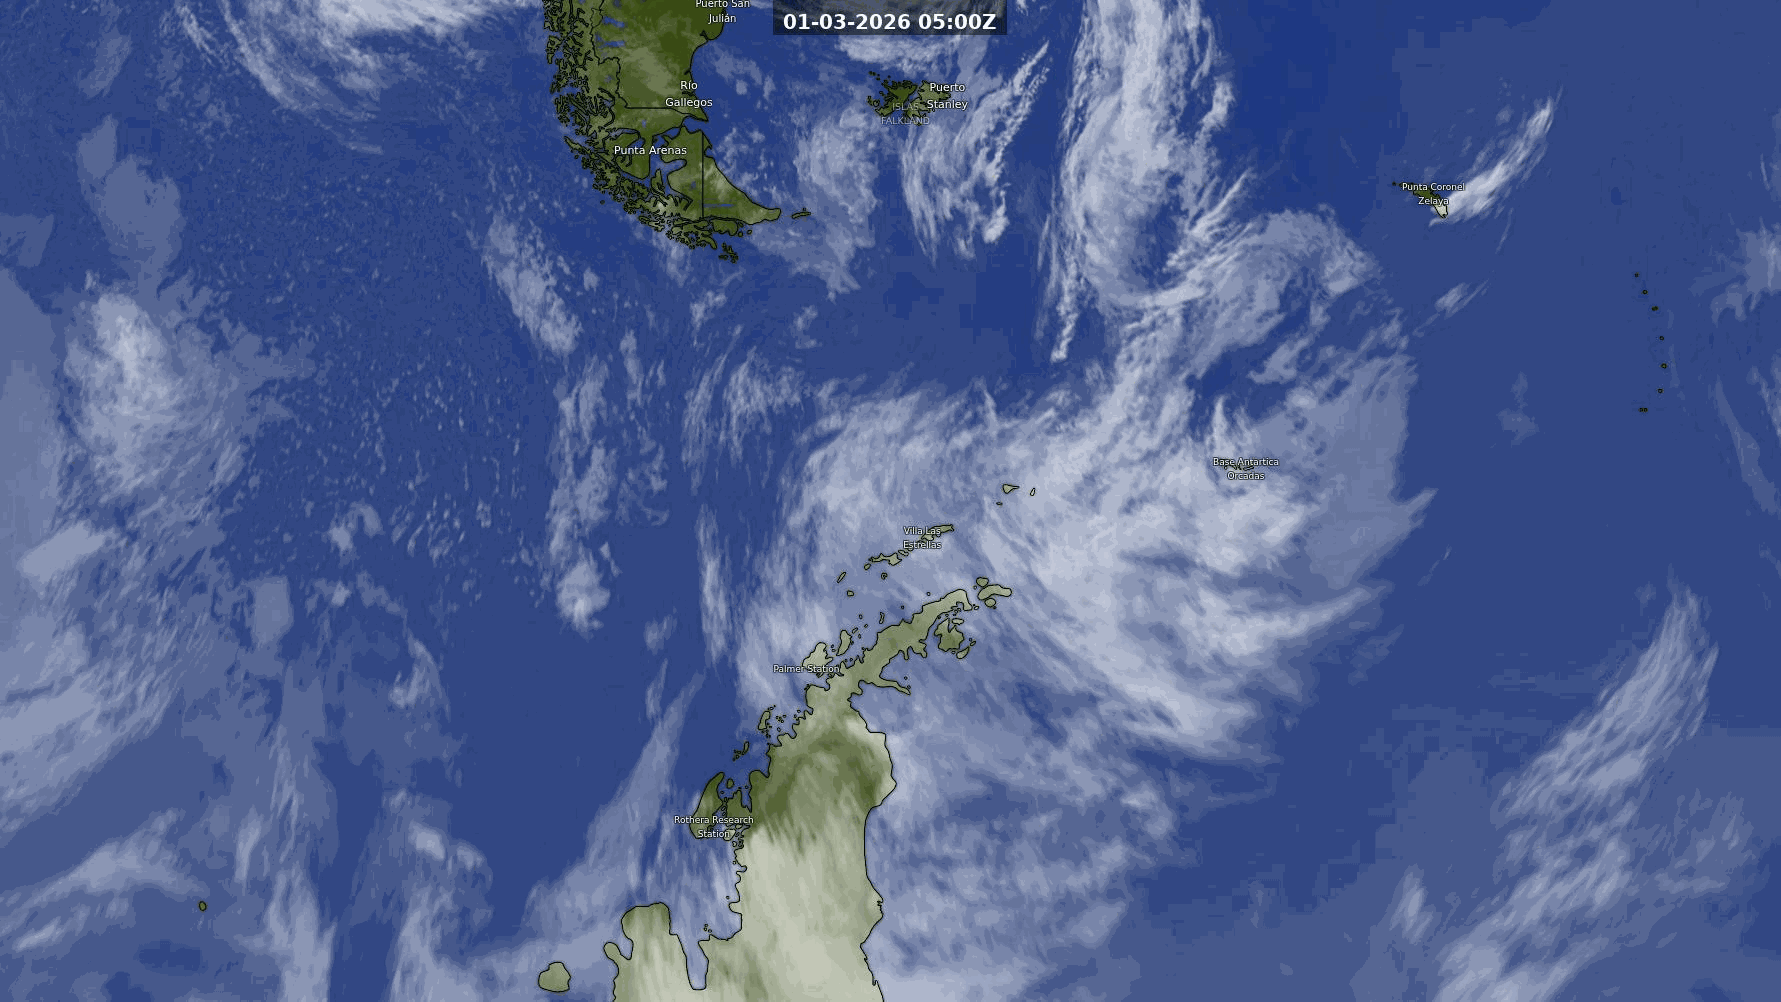 Puerto San
Julián
01-03-2026 05:00Z
Río
Gallegos
Puerto
Stanley
ISLAS
FALKLAND
Punta Arenas
Punta Coronel
Zelaya
Base Antartica
Orcadas
Villa Las
Estrellas
Palmer Station
Rothera Research
Station